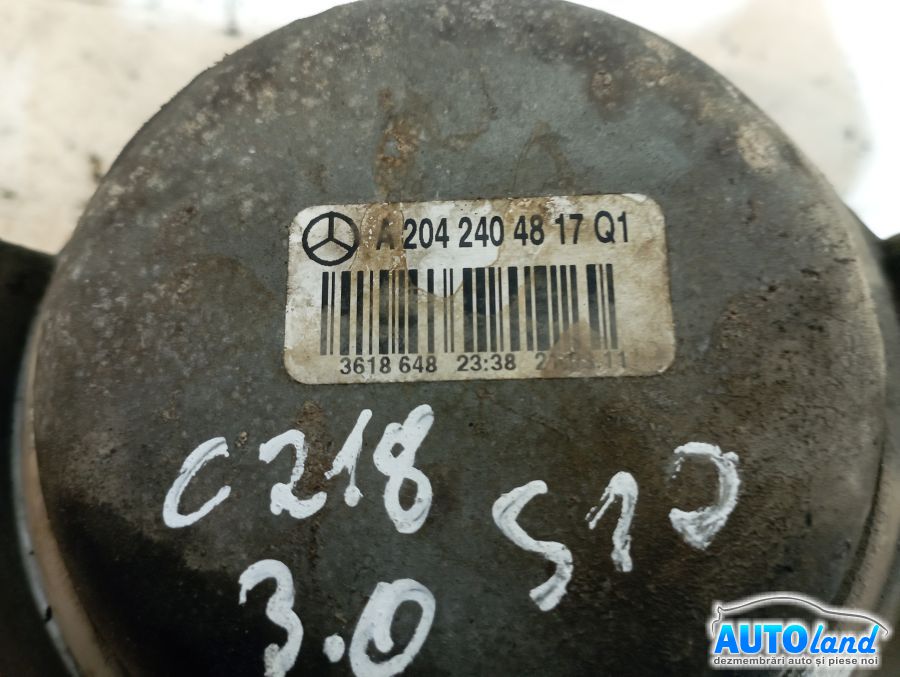 A 204 240 48 17 Q1
3618 648 23:38
C218
3.0
AUTOland
dezmembrări auto și piese noi